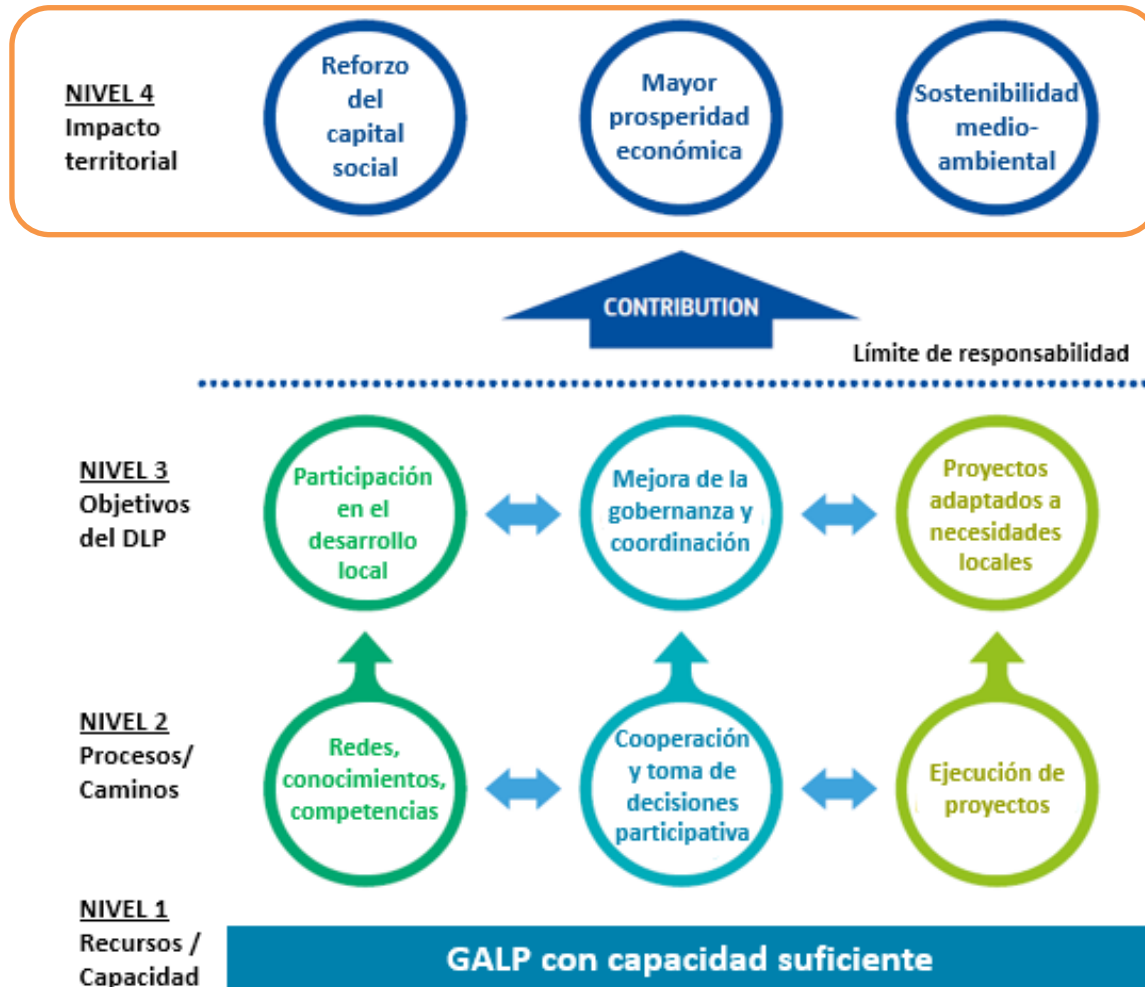 NIVEL 4
Impacto
territorial
Reforzo
del
capital
social
Mayor
prosperidad
económica
Sostenibilidad
medio-
ambiental
CONTRIBUTION
Límite de responsabilidad
NIVEL 3
Objetivos
del DLP
Participación
en el
desarrollo
local
Mejora de la
gobernanza y
coordinación
Proyectos
adaptados a
necesidades
locales
NIVEL 2
Procesos/
Caminos
Redes,
conocimientos,
competencias
Cooperación
y toma de
decisiones
participativa
Ejecución de
proyectos
NIVEL 1
Recursos /
Capacidad
GALP con capacidad suficiente